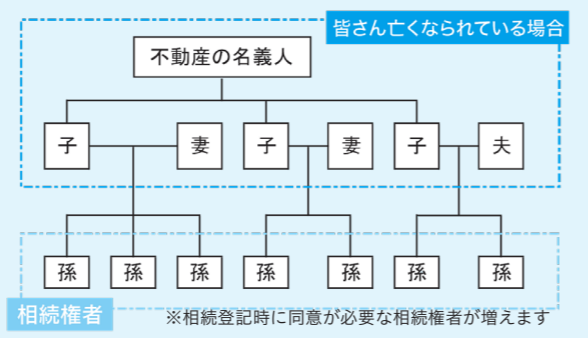 皆さん亡くなられている場合
不動産の名義人
子 妻 子 妻 子 夫
孫 孫 孫 孫 孫 孫 孫
相続権者
※相続登記時に同意が必要な相続権者が増えます